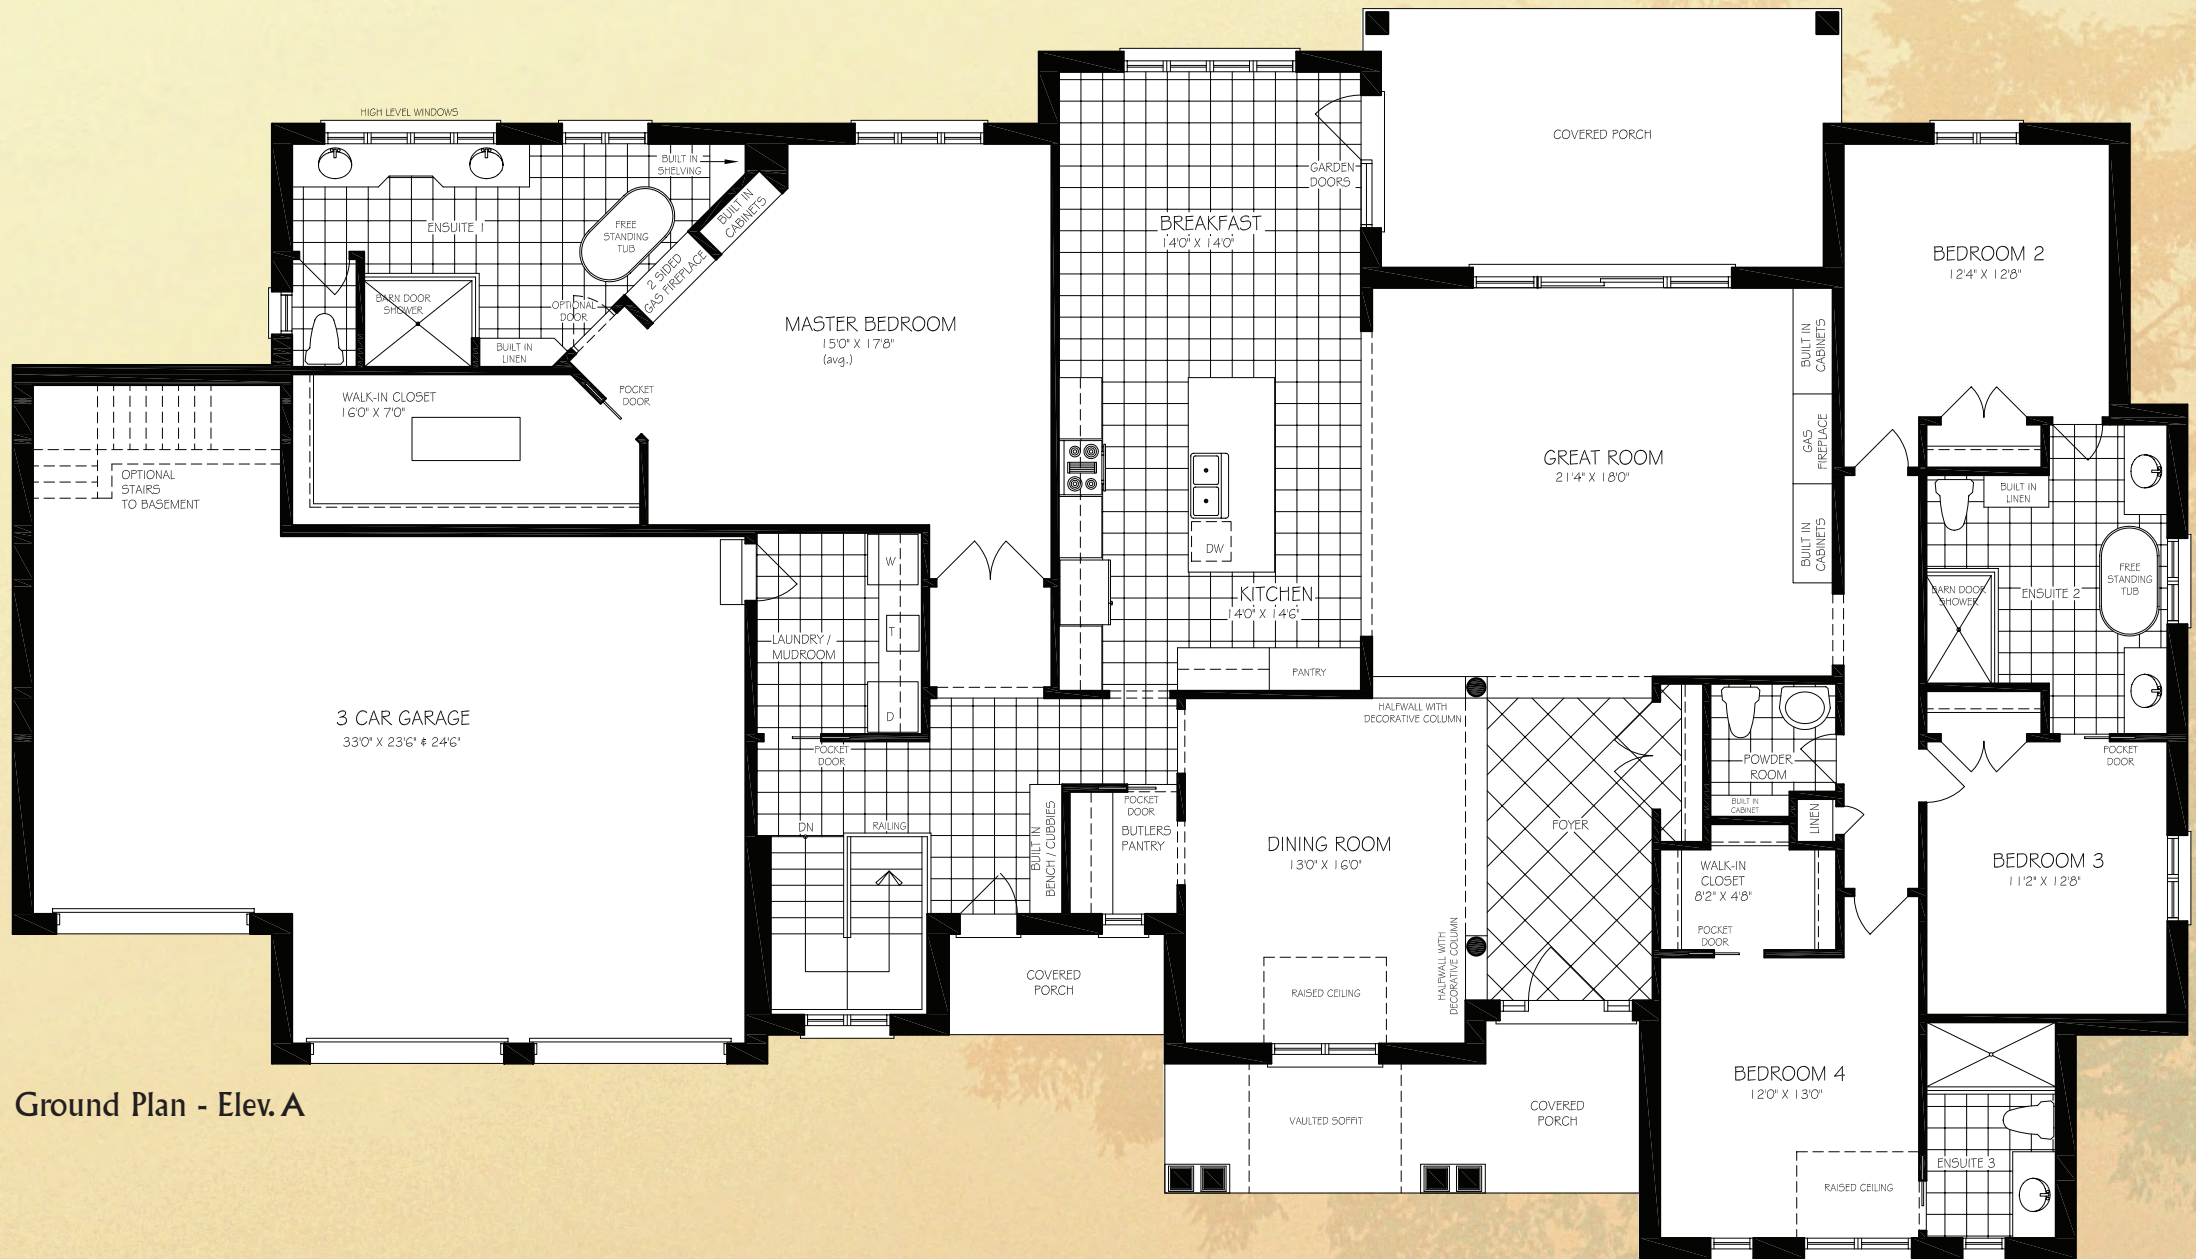 HIGH LEVEL WINDOWS
BUILT IN
SHELVING
ENSUITE 1
FREE
STANDING
TUB
BUILT IN
CABINETS
2 SIDED
GAS FIREPLACE
BARN DOOR
SHOWER
OPTIONAL
DOOR
BUILT IN
LINEN
MASTER BEDROOM
15'0" X 17'8"
(avg.)
POCKET
DOOR
WALK-IN CLOSET
16'0" X 7'0"
OPTIONAL
STAIRS
TO BASEMENT
3 CAR GARAGE
33'0" X 23'6" & 24'6"
W
T
D
LAUNDRY /
MUDROOM
POCKET
DOOR
DN
RAILING
BUILT IN
BENCH / CUBBIES
POCKET
DOOR
BUTLERS
PANTRY
COVERED
PORCH
BREAKFAST
14'0" X 14'0"
GARDEN
DOORS
COVERED PORCH
DW
KITCHEN
14'0" X 14'6"
PANTRY
GREAT ROOM
21'4" X 18'0"
BUILT IN
CABINETS
GAS
FIREPLACE
BUILT IN
CABINETS
HALFWALL WITH
DECORATIVE COLUMN
DINING ROOM
13'0" X 16'0"
HALFWALL WITH
DECORATIVE COLUMN
RAISED CEILING
FOYER
VAULTED SOFFIT
COVERED
PORCH
POWDER
ROOM
BUILT IN
CABINET
LINEN
WALK-IN
CLOSET
8'2" X 4'8"
POCKET
DOOR
BEDROOM 2
12'4" X 12'8"
BUILT IN
LINEN
BARN DOOR
SHOWER
ENSUITE 2
FREE
STANDING
TUB
POCKET
DOOR
BEDROOM 3
11'2" X 12'8"
BEDROOM 4
12'0" X 13'0"
RAISED CEILING
ENSUITE 3
Ground Plan - Elev. A